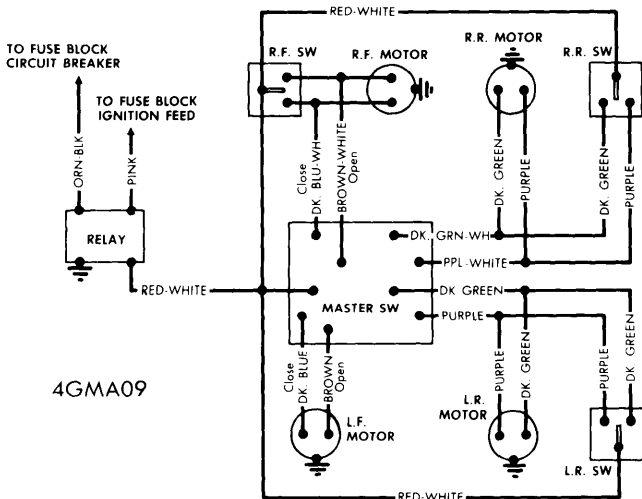 RED-WHITE
R.F. SW
R.F. MOTOR
R.R. MOTOR
R.R. SW
TO FUSE BLOCK
CIRCUIT BREAKER
TO FUSE BLOCK
IGNITION FEED
ORN-BLK
PINK
Close
DK. BLU-WH
BROWN-WHITE
Open
DK. GREEN
PURPLE
DK. GREEN
PURPLE
RELAY
DK. GRN-WH
PPL-WHITE
RED-WHITE
MASTER SW
DK GREEN
PURPLE
Close
DK. BLUE
BROWN
Open
PURPLE
DK. GREEN
PURPLE
DK GREEN
4GMA09
L.F.
MOTOR
L.R.
MOTOR
L.R. SW
RED-WHITE